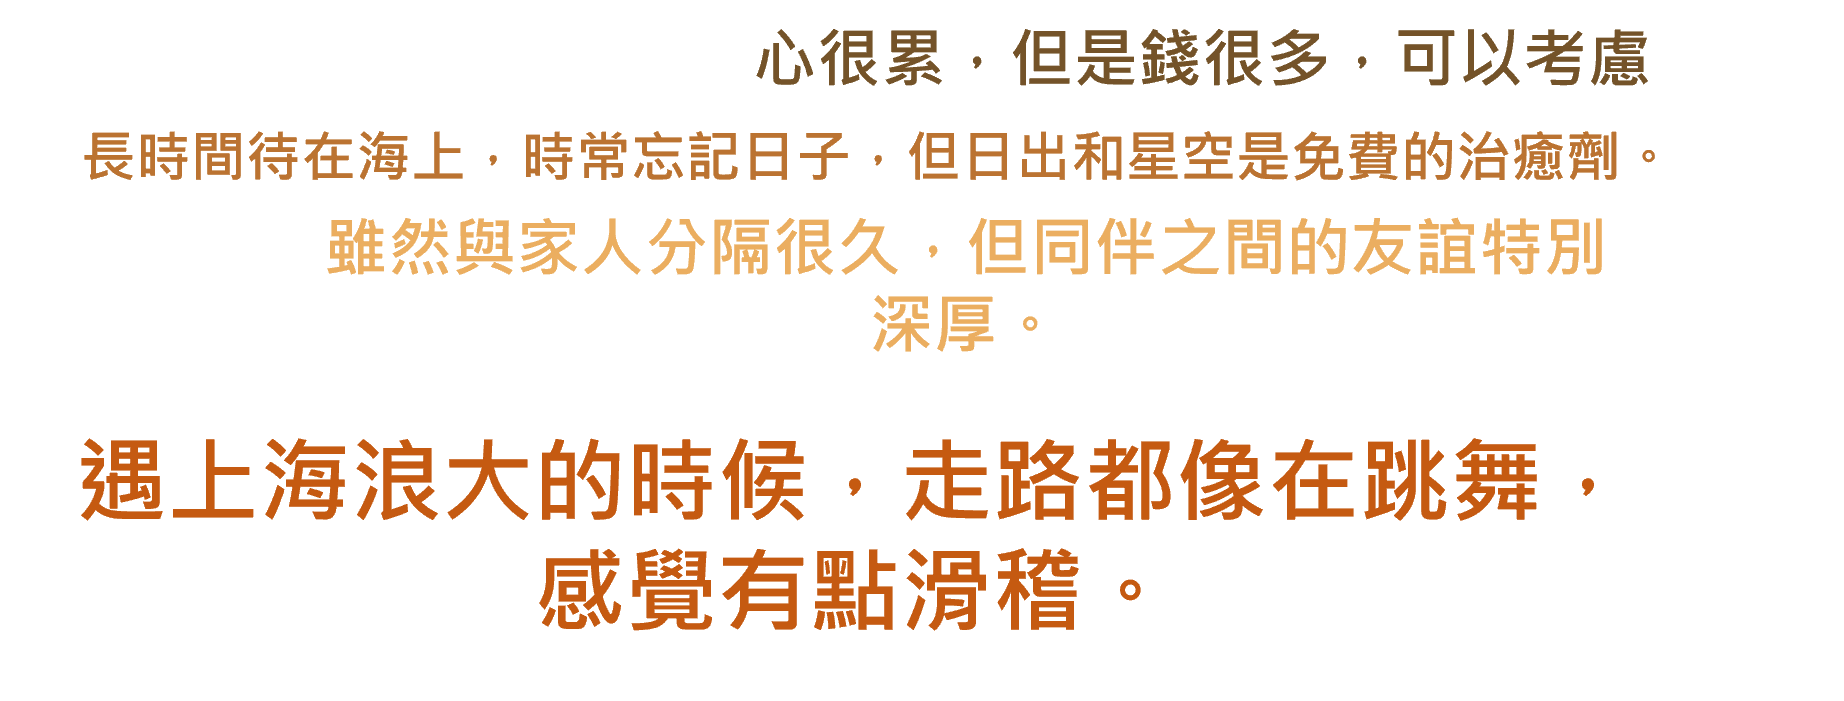 心很累，但是錢很多，可以考慮
長時間待在海上，時常忘記日子，但日出和星空是免費的治癒劑。
雖然與家人分隔很久，但同伴之間的友誼特別
深厚。
遇上海浪大的時候，走路都像在跳舞，
感覺有點滑稽。